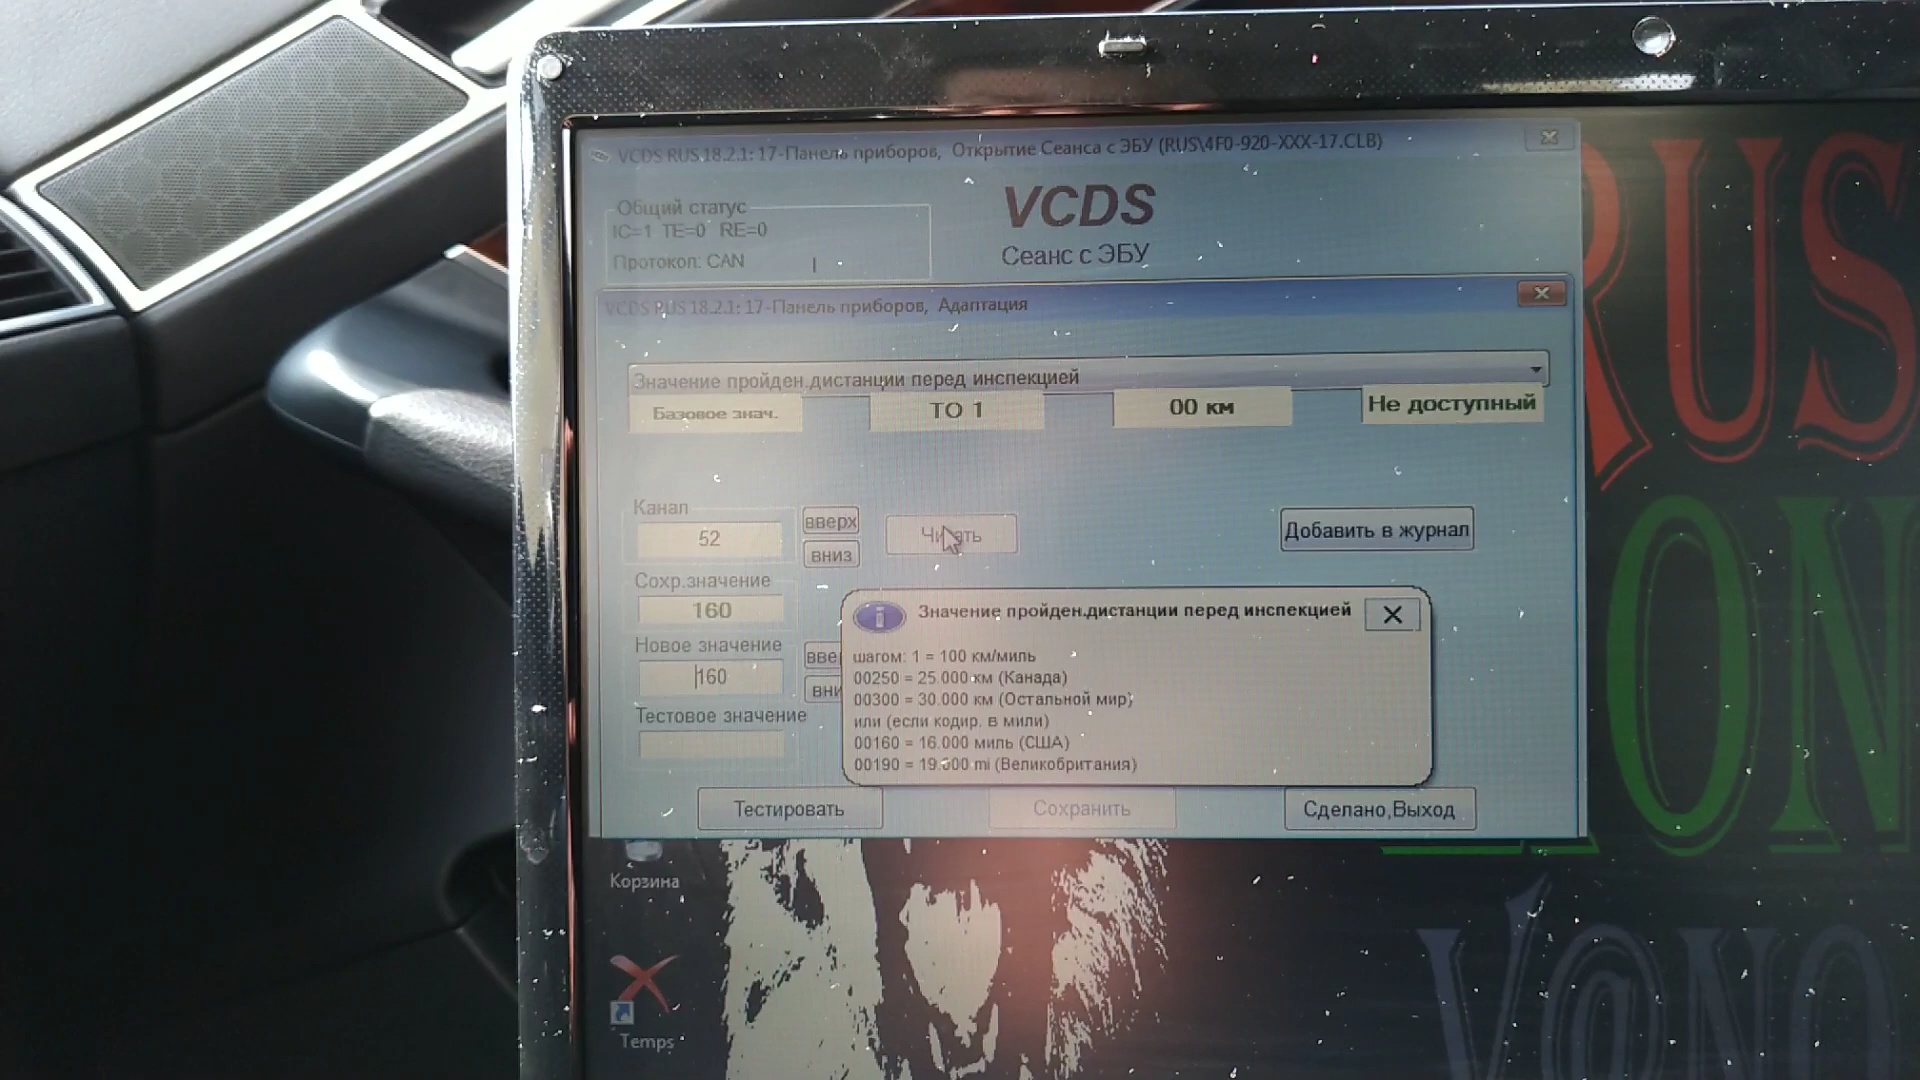 VCDS RUS 18.2.1: 17-Панель приборов, Открытие Сеанса с ЭБУ (RUS\4F0-920-XXX-17.CLB)
Общий статус
IC=1 TE=0 RE=0
Протокол: CAN
VCDS
Сеанс с ЭБУ
VCDS RUS 18.2.1: 17-Панель приборов, Адаптация
Значение пройден.дистанции перед инспекцией
Базовое знач.
ТО 1
00 км
Не доступный
Канал
52
вверх
вниз
Читать
Добавить в журнал
Сохр.значение
160
Новое значение
160
Тестовое значение
Значение пройден.дистанции перед инспекцией
шагом: 1 = 100 км/миль
00250 = 25.000 км (Канада)
00300 = 30.000 км (Остальной мир)
или (если кодир. в мили)
00160 = 16.000 миль (США)
00190 = 19.000 mi (Великобритания)
Тестировать
Сохранить
Сделано,Выход
RUS
Корзина
Temps